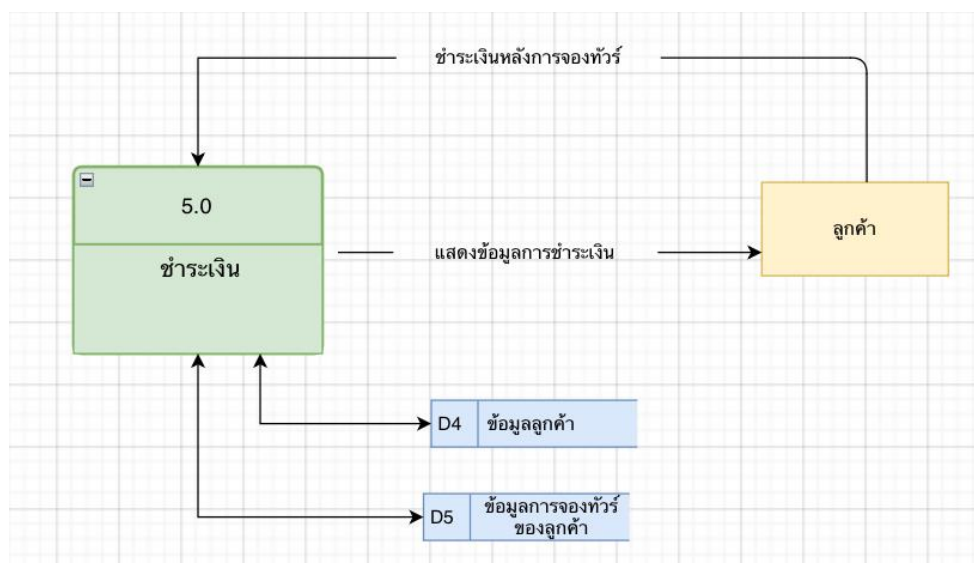 ชำระเงินหลังการจองทัวร์
5.0
ชำระเงิน
แสดงข้อมูลการชำระเงิน
ลูกค้า
D4 ข้อมูลลูกค้า
D5 ข้อมูลการจองทัวร์
ของลูกค้า